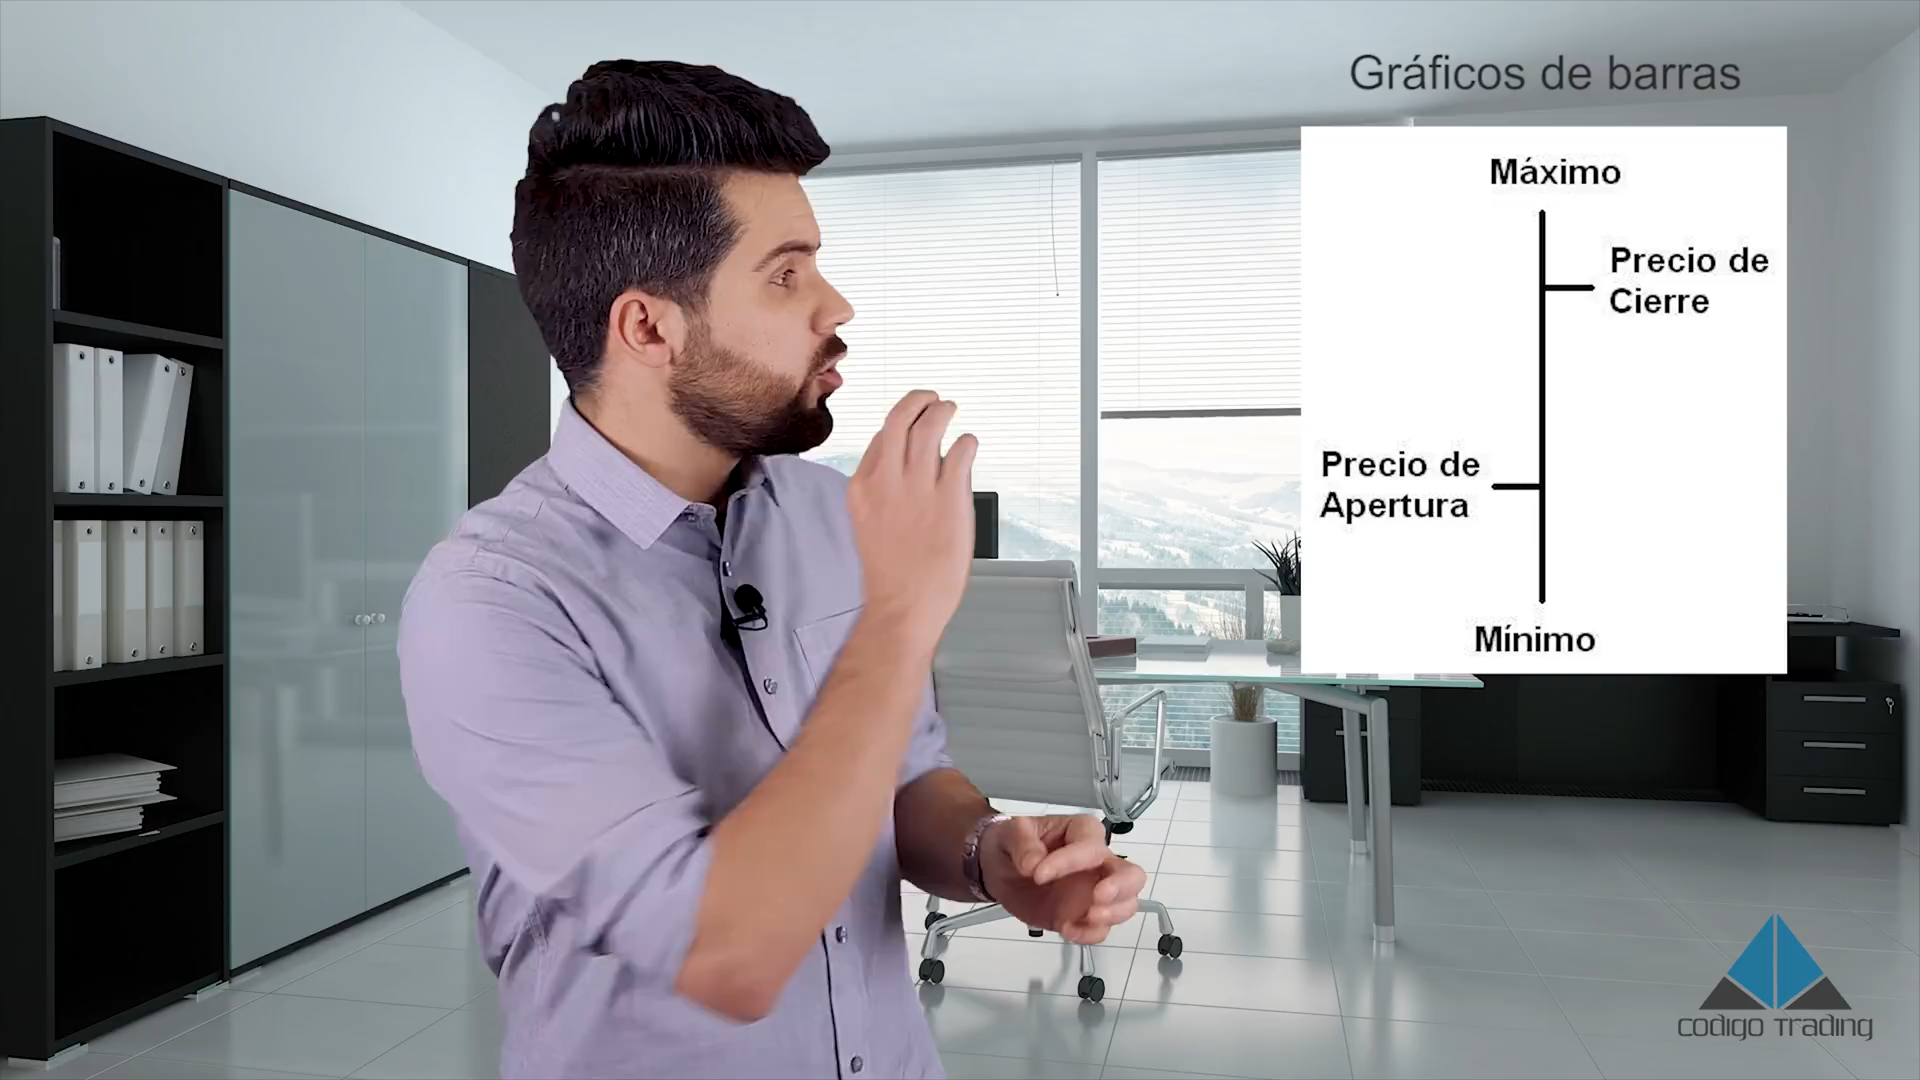 Gráficos de barras
Máximo
Precio de
Cierre
Precio de
Apertura
Mínimo
codigo Trading